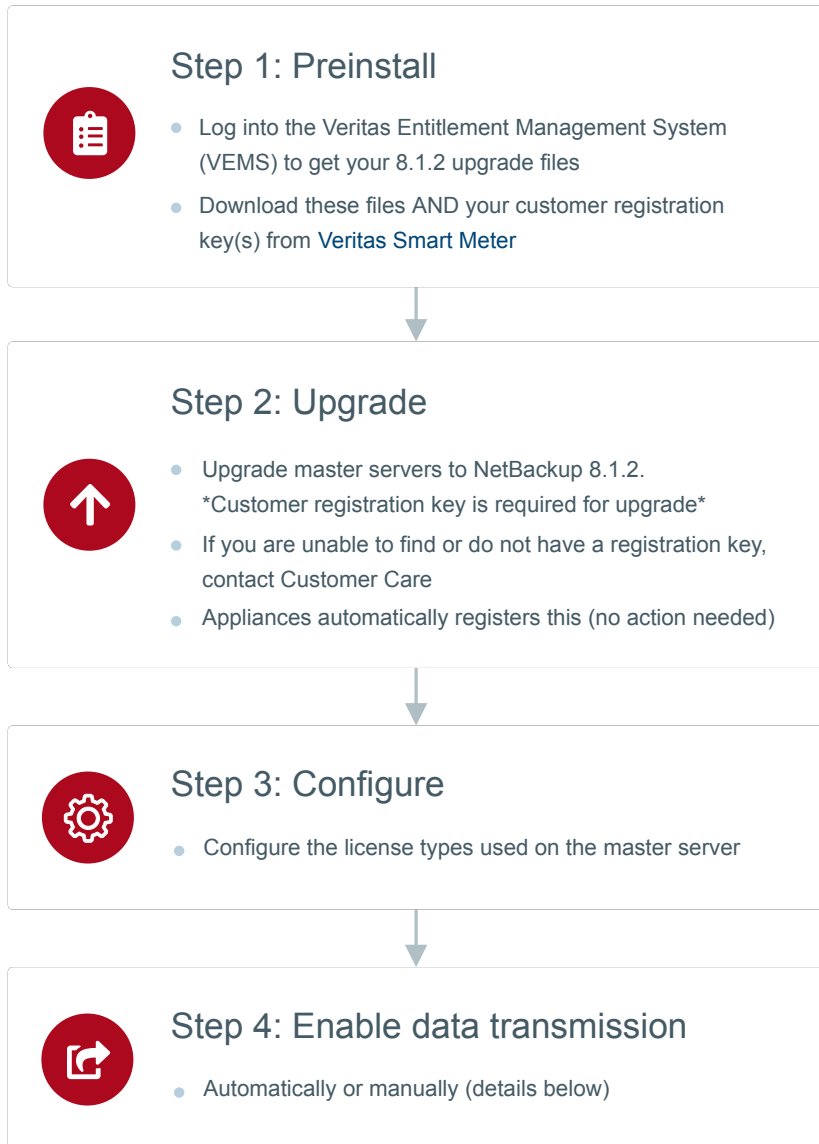 Step 1: Preinstall
Log into the Veritas Entitlement Management System
(VEMS) to get your 8.1.2 upgrade files
Download these files AND your customer registration
key(s) from Veritas Smart Meter
Step 2: Upgrade
Upgrade master servers to NetBackup 8.1.2.
*Customer registration key is required for upgrade*
If you are unable to find or do not have a registration key,
contact Customer Care
Appliances automatically registers this (no action needed)
Step 3: Configure
Configure the license types used on the master server
Step 4: Enable data transmission
Automatically or manually (details below)